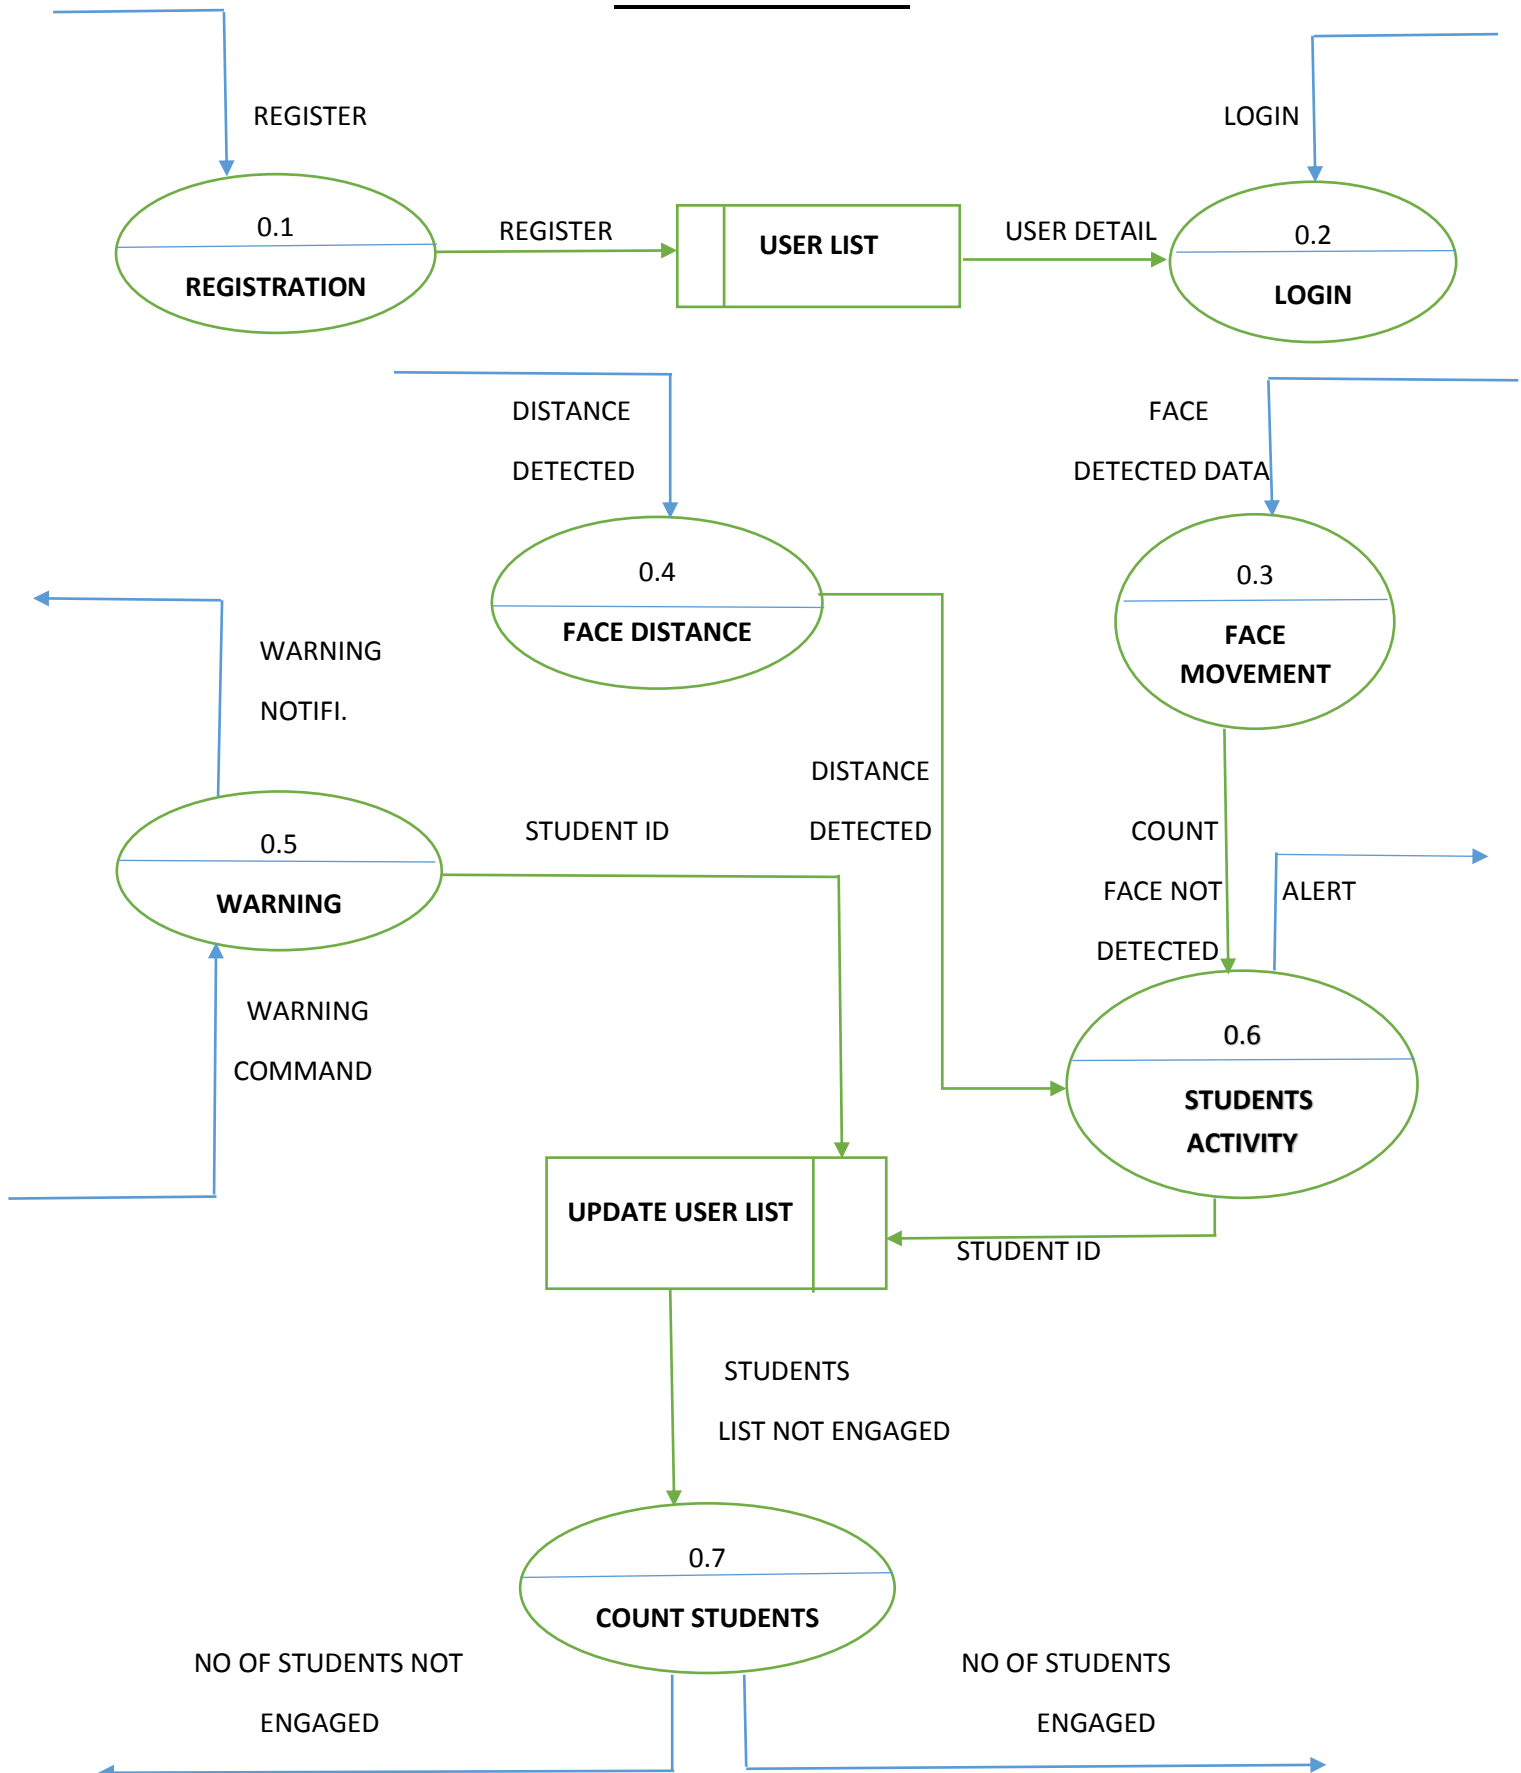 REGISTER
LOGIN
0.1
REGISTRATION
REGISTER
USER LIST
USER DETAIL
0.2
LOGIN
DISTANCE
DETECTED
FACE
DETECTED DATA
0.4
FACE DISTANCE
0.3
FACE
MOVEMENT
WARNING
NOTIFI.
DISTANCE
DETECTED
COUNT
FACE NOT
DETECTED
ALERT
0.5
WARNING
STUDENT ID
WARNING
COMMAND
0.6
STUDENTS
ACTIVITY
UPDATE USER LIST
STUDENT ID
STUDENTS
LIST NOT ENGAGED
0.7
COUNT STUDENTS
NO OF STUDENTS NOT
ENGAGED
NO OF STUDENTS
ENGAGED